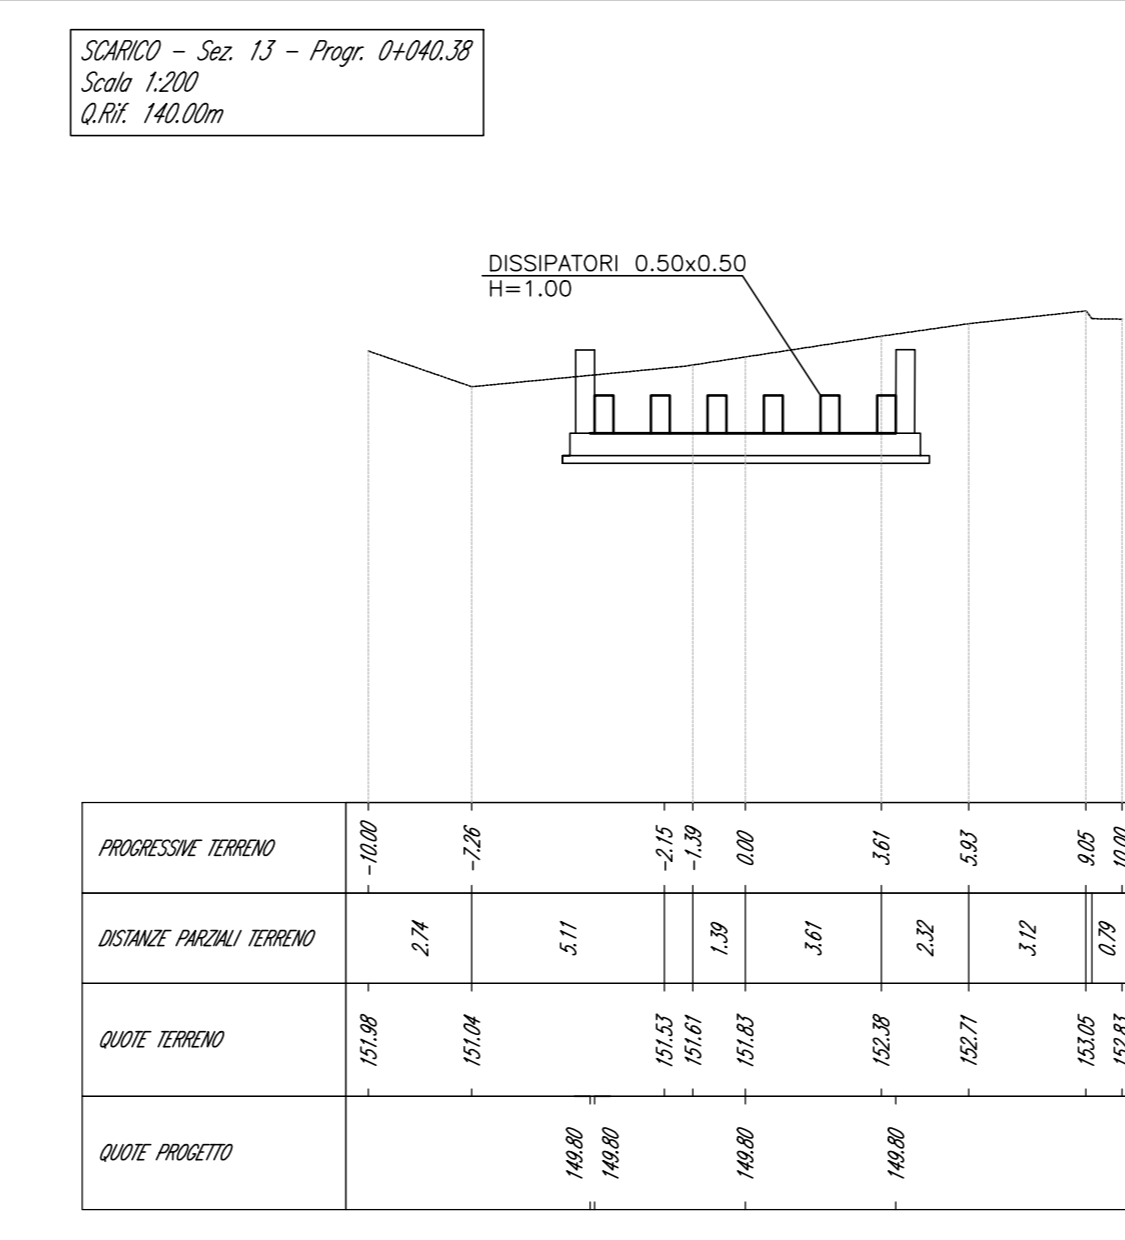 SCARICO - Sez. 13 - Progr. 0+040.38
Scala 1:200
Q.Rif. 140.00m
DISSIPATORI 0.50x0.50
H=1.00
PROGRESSIVE TERRENO -10.00 -7.26 -2.15 -1.39 0.00 3.61 5.93 9.05 10.00
DISTANZE PARZIALI TERRENO 2.74 5.11 1.39 3.61 2.32 3.12 0.79
QUOTE TERRENO 151.98 151.04 151.53 151.61 151.83 152.38 152.71 153.05 152.83
QUOTE PROGETTO 149.80 149.80 149.80 149.80